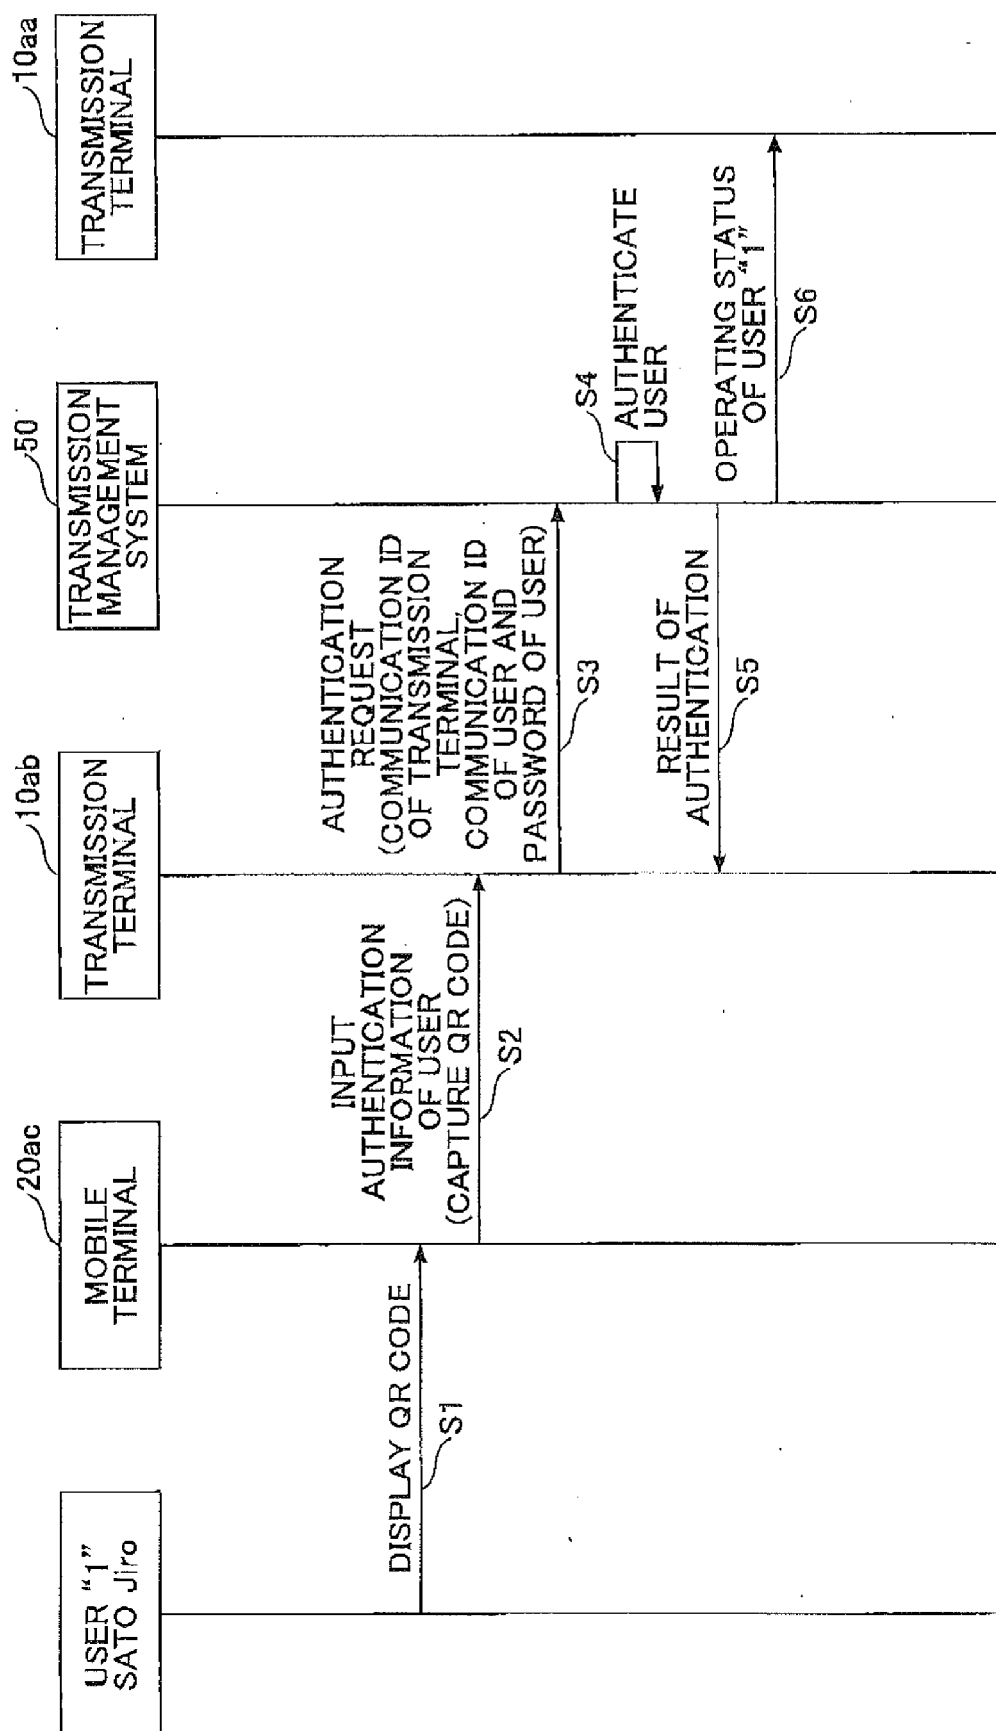 USER “1”
SATO Jiro
20ac
MOBILE
TERMINAL
10ab
TRANSMISSION
TERMINAL
50
TRANSMISSION
MANAGEMENT
SYSTEM
10aa
TRANSMISSION
TERMINAL
DISPLAY QR CODE
S1
INPUT
AUTHENTICATION
INFORMATION
OF USER
(CAPTURE QR CODE)
S2
AUTHENTICATION
REQUEST
(COMMUNICATION ID
OF TRANSMISSION
TERMINAL,
COMMUNICATION ID
OF USER AND
PASSWORD OF USER)
S3
S4
AUTHENTICATE
USER
RESULT OF
AUTHENTICATION
S5
OPERATING STATUS
OF USER “1”
S6